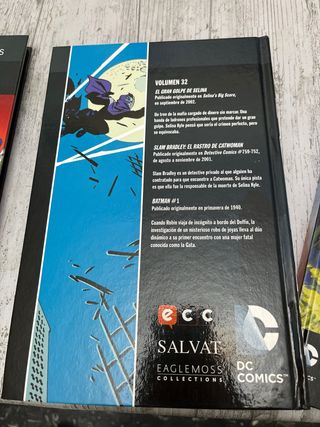 S
VOLUMEN 32
EL GRAN GOLPE DE SELINA
Publicado originalmente en Selina's Big Score,
en septiembre de 2002.
Un tren de la mafia cargado de dinero sin marcar. Una
banda de ladrones profesionales que pretende dar un gran
golpe. Selina Kyle pensó que sería el crimen perfecto, pero
se equivocaba.
SLAM BRADLEY: EL RASTRO DE CATWOMAN
Publicado originalmente en Detective Comics # 759-762,
de agosto a noviembre de 2001.
Slam Bradley es un detective privado al que alguien ha
contratado para que encuentre a Catwoman. Su única pista
es que ella fue la responsable de la muerte de Selina Kyle.
BATMAN # 1
Publicado originalmente en primavera de 1940.
Cuando Robin viaja de incógnito a bordo del Delfín, la
investigación de un misterioso robo de joyas lleva al dúo
dinámico a su primer encuentro con una mujer fatal
conocida como la Gata.
ecc
SALVAT
EAGLEMOSS
COLLECTIONS
DC
DC
COMICS™